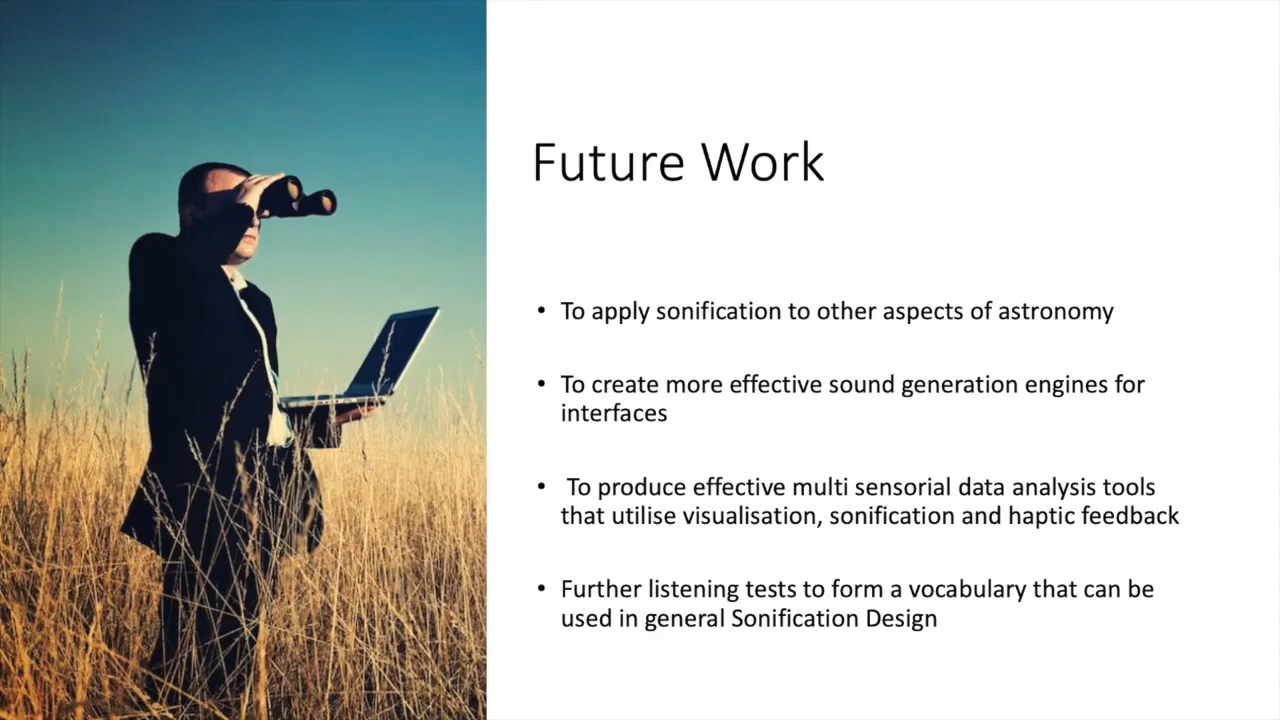 Future Work
• To apply sonification to other aspects of astronomy
• To create more effective sound generation engines for
interfaces
• To produce effective multi sensorial data analysis tools
that utilise visualisation, sonification and haptic feedback
• Further listening tests to form a vocabulary that can be
used in general Sonification Design